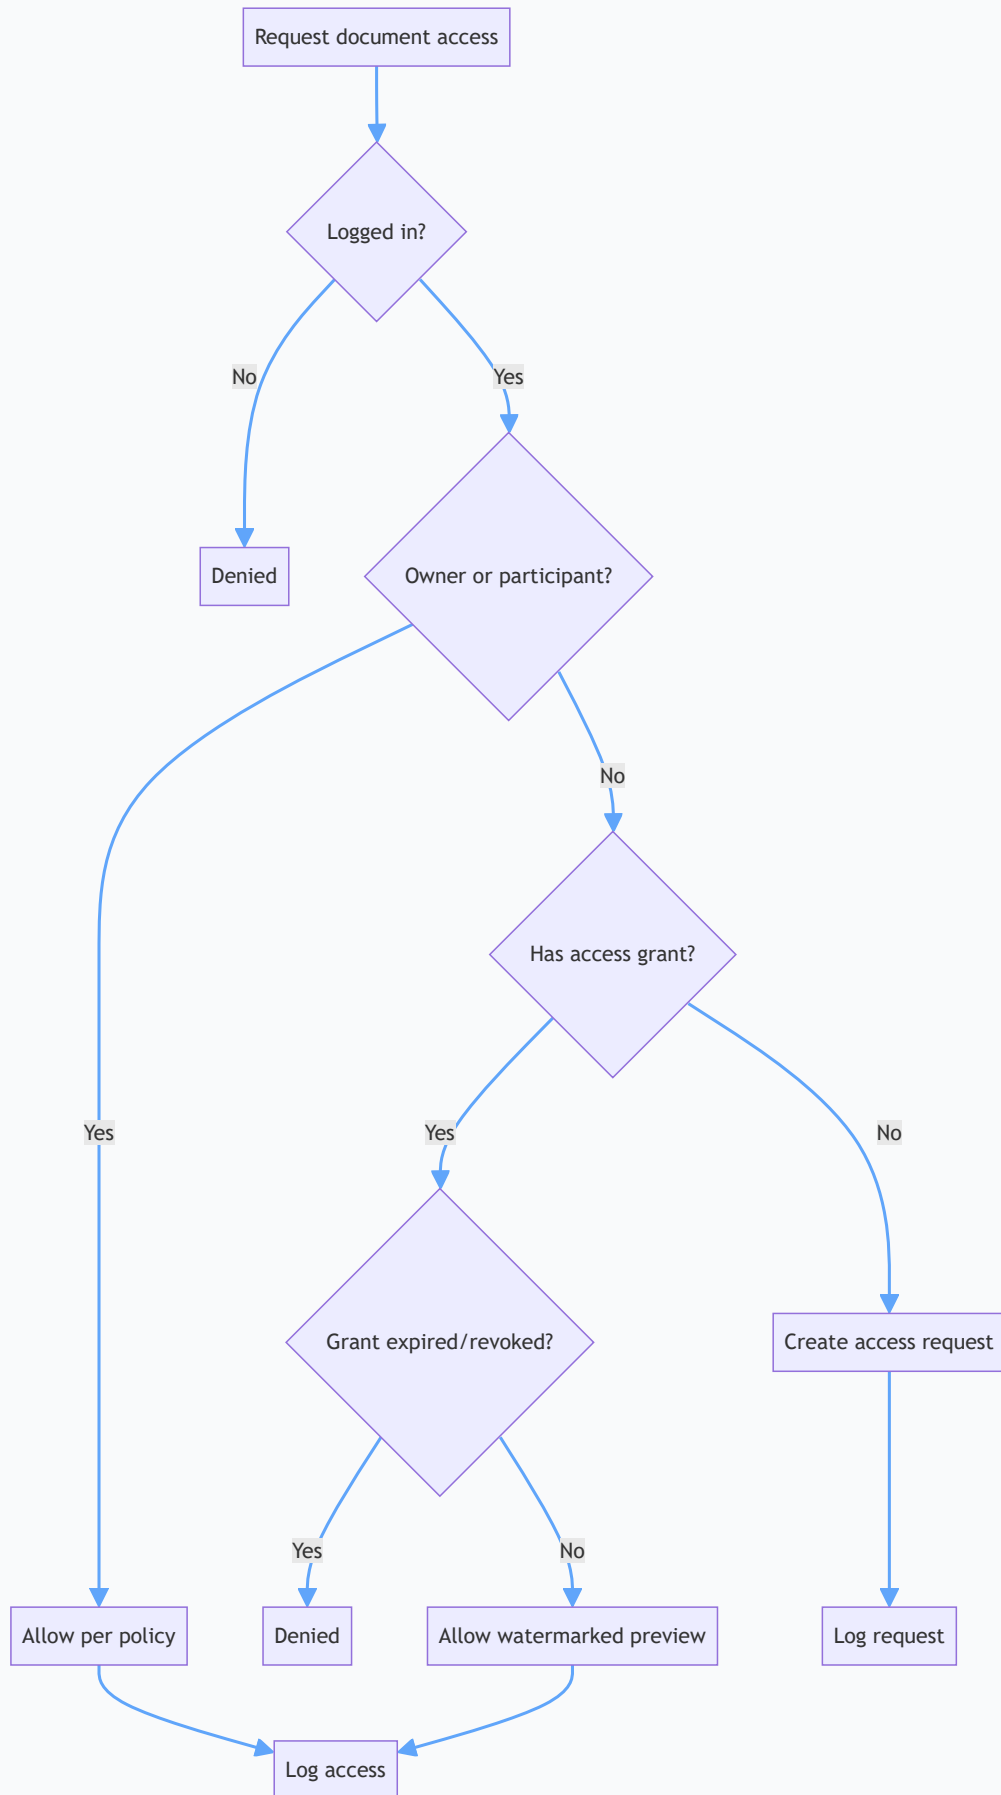 Request document access
Logged in?
No
Yes
Denied
Owner or participant?
No
Has access grant?
Yes
Yes
No
Grant expired/revoked?
Create access request
Yes
No
Allow per policy
Denied
Allow watermarked preview
Log request
Log access